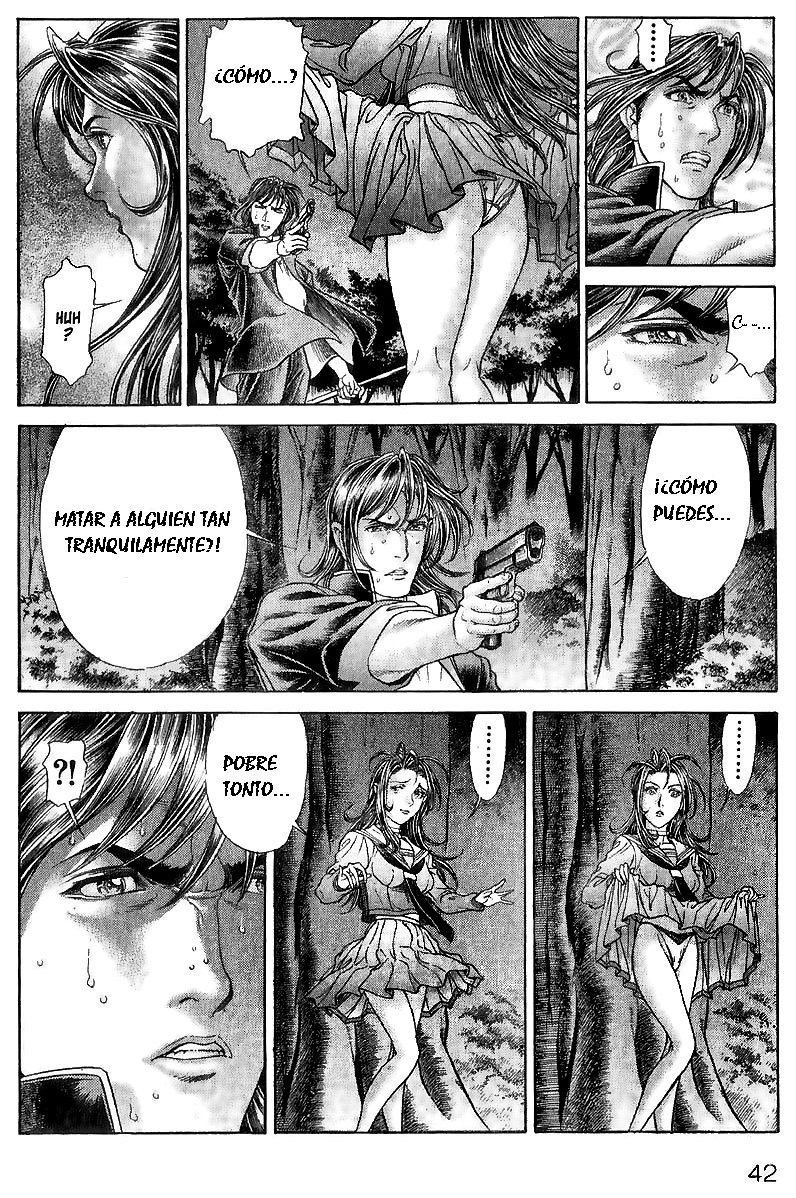 ......
¿CÓMO...?
HUH
?
C- -...
¡¿CÓMO
PUEDES...
MATAR A ALGUIEN TAN
TRANQUILAMENTE?!
......
......
POBRE
TONTO...
?!
42